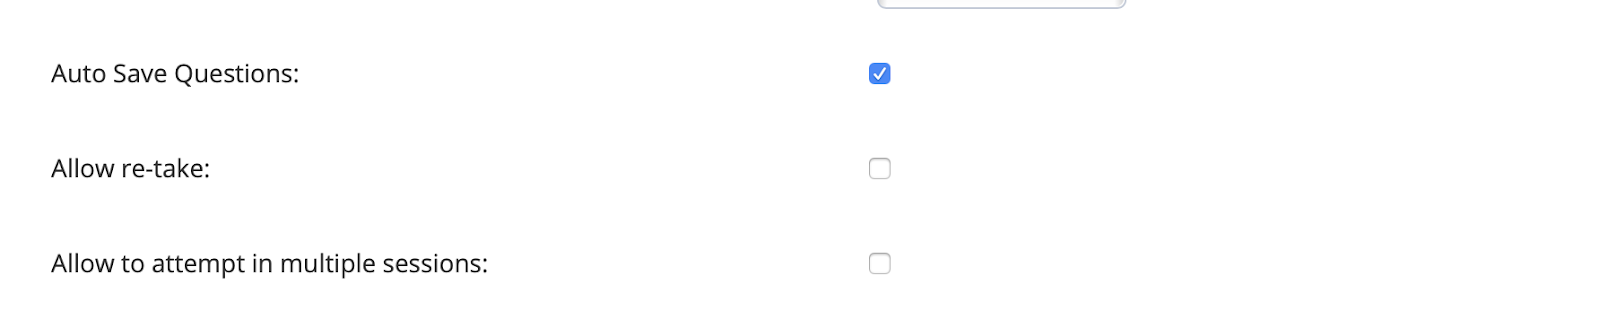 Auto Save Questions:
Allow re-take:
Allow to attempt in multiple sessions: